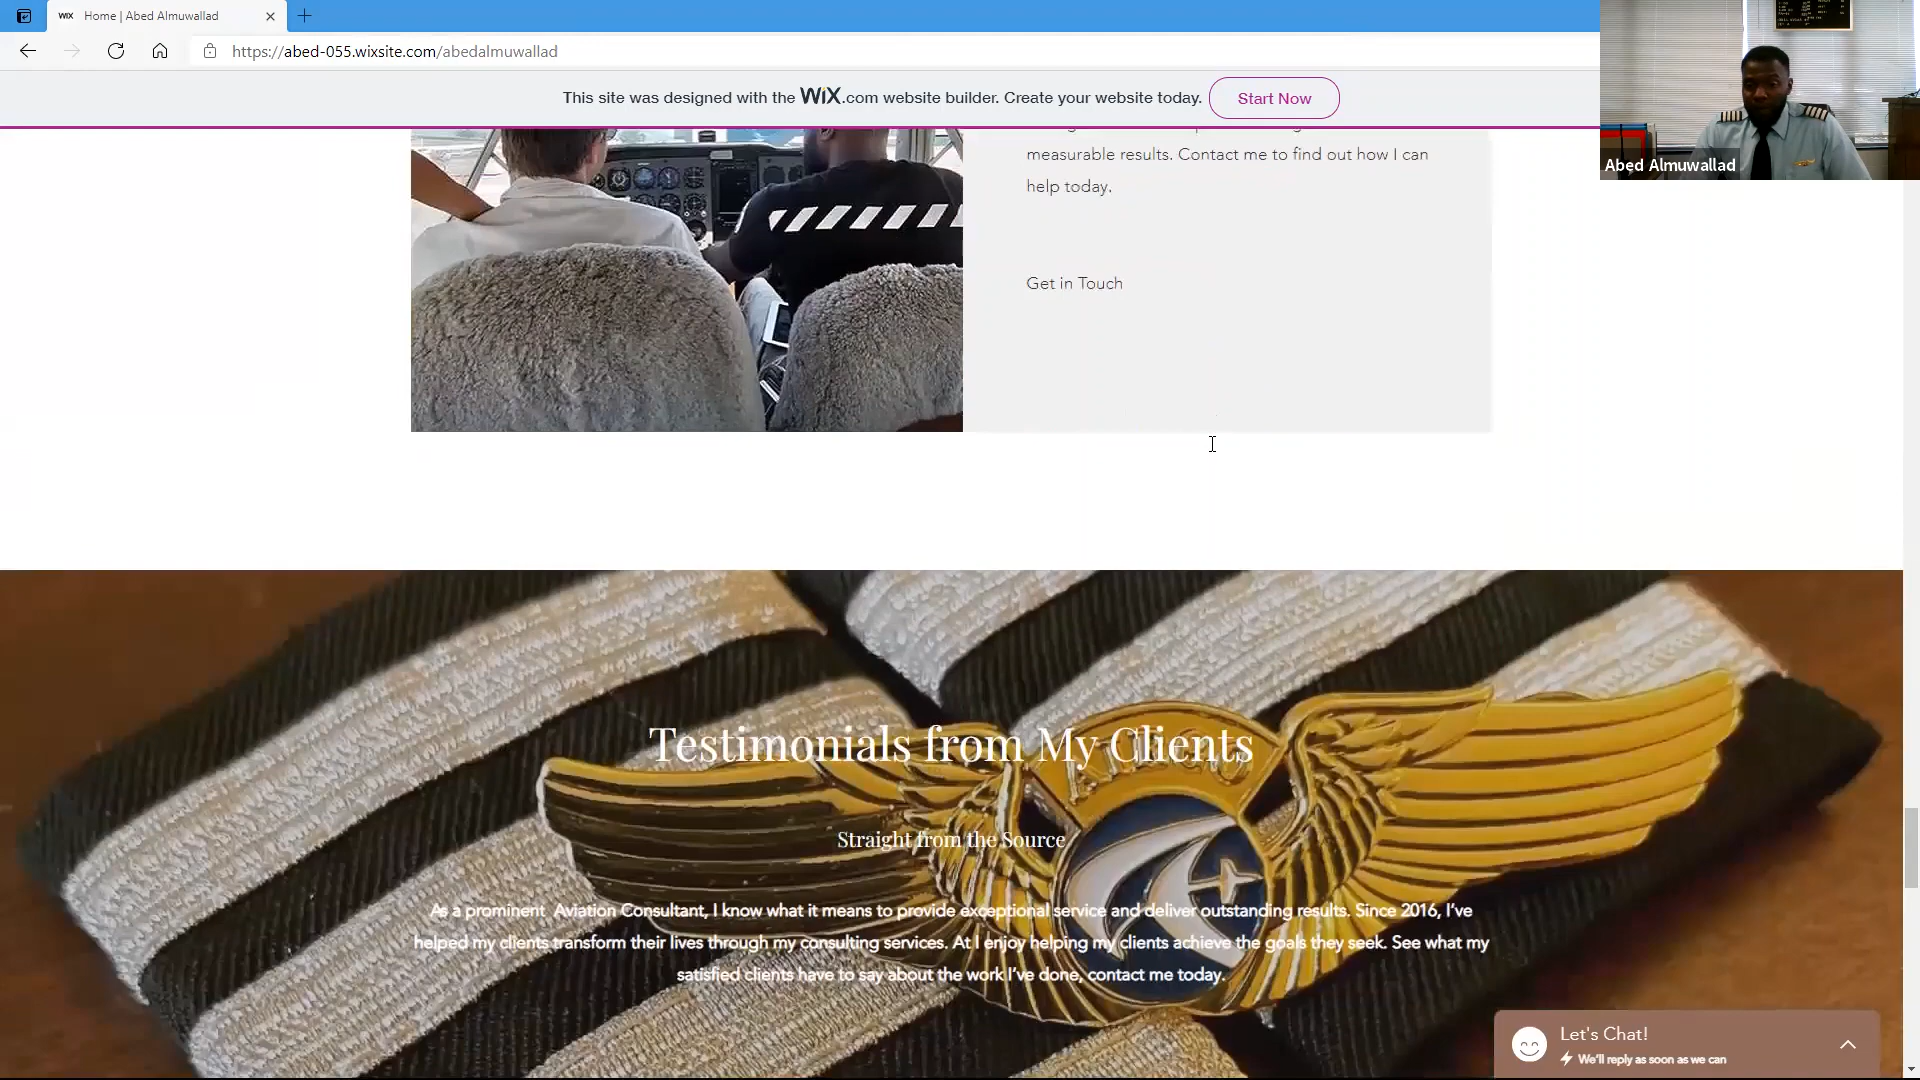 Home | Abed Almuwallad
https://abed-055.wixsite.com/abedalmuwallad
This site was designed with the WiX.com website builder. Create your website today.
Start Now
Abed Almuwallad
measurable results. Contact me to find out how I can
help today.
Get in Touch
Testimonials from My Clients
Straight from the Source
As a prominent Aviation Consultant, I know what it means to provide exceptional service and deliver outstanding results. Since 2016, I've
helped my clients transform their lives through my consulting services. At I enjoy helping my clients achieve the goals they seek. See what my
satisfied clients have to say about the work I've done, contact me today.
Let's Chat!
We'll reply as soon as we can